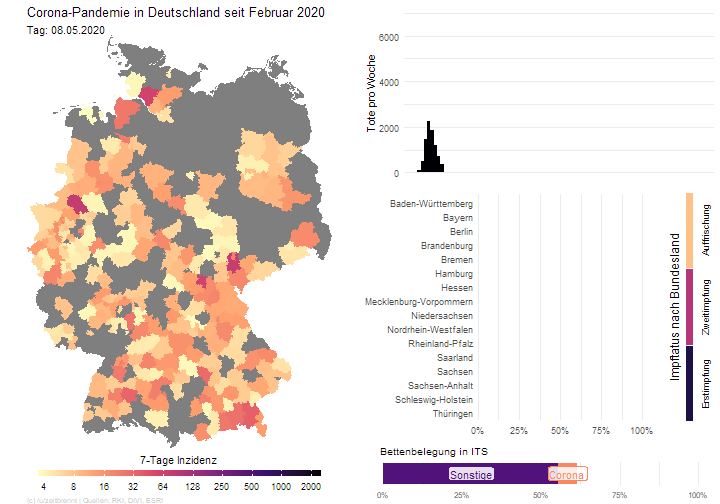 Corona-Pandemie in Deutschland seit Februar 2020
Tag: 08.05.2020
7-Tage Inzidenz
4 8 16 32 64 128 256 500 1000 2000
(c) /u/zeitbrennt | Quellen: RKI, DIVI, ESRI
Tote pro Woche
6000
4000
2000
0
Baden-Württemberg
Bayern
Berlin
Brandenburg
Bremen
Hamburg
Hessen
Mecklenburg-Vorpommern
Niedersachsen
Nordrhein-Westfalen
Rheinland-Pfalz
Saarland
Sachsen
Sachsen-Anhalt
Schleswig-Holstein
Thüringen
0% 25% 50% 75% 100%
Impfstatus nach Bundesland
Auffrischung
Zweitimpfung
Erstimpfung
Bettenbelegung in ITS
Sonstige
Corona
0% 25% 50% 75% 100%